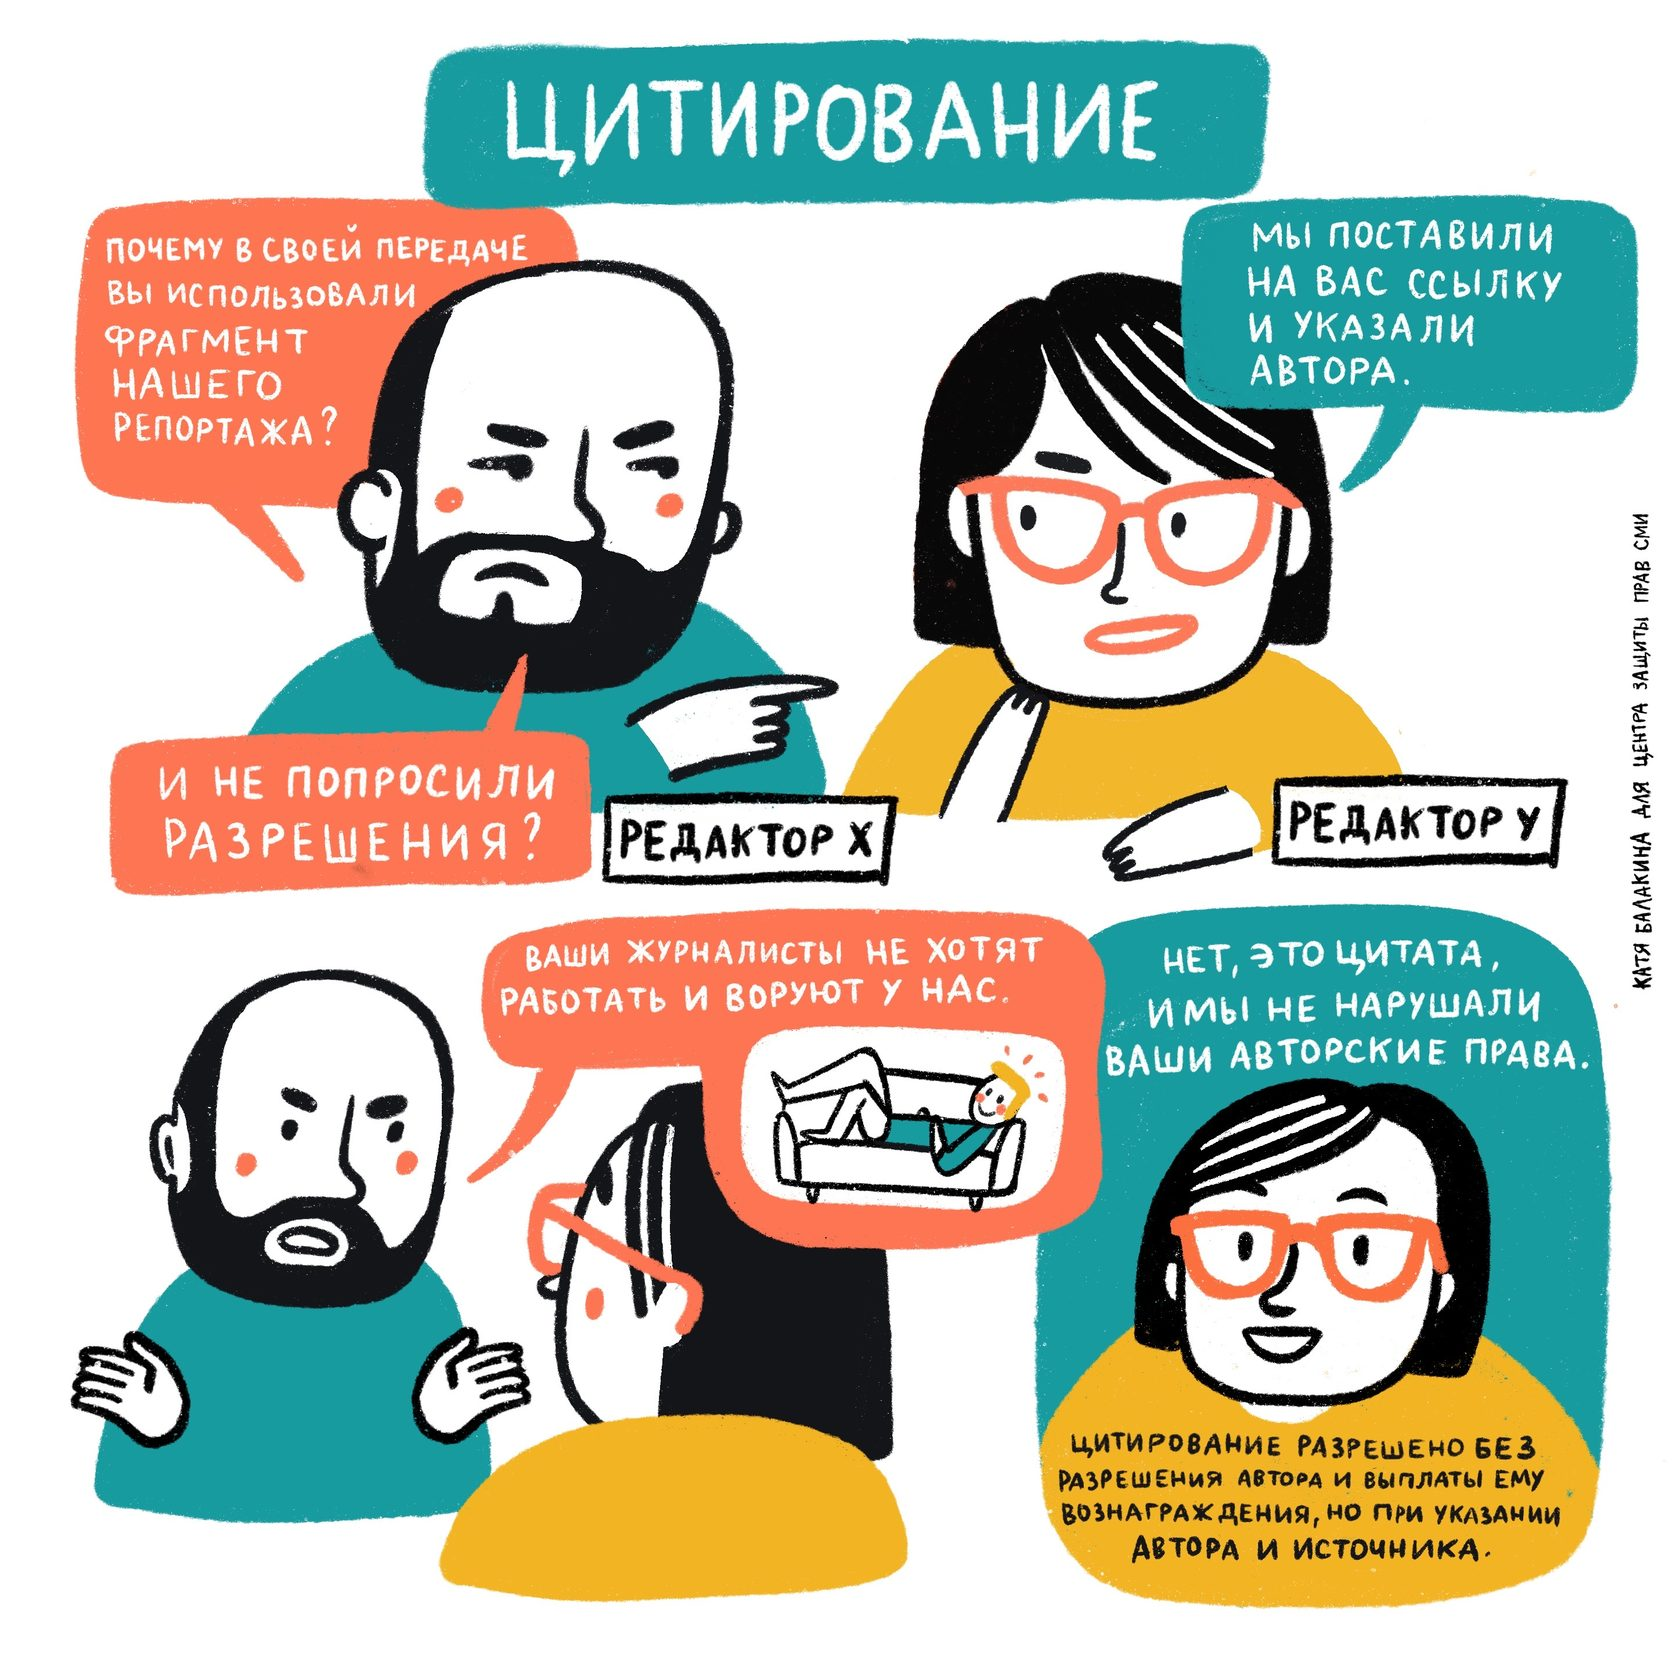 ЦИТИРОВАНИЕ
ПОЧЕМУ В СВОЕЙ ПЕРЕДАЧЕ
ВЫ ИСПОЛЬЗОВАЛИ
ФРАГМЕНТ
НАШЕГО
РЕПОРТАЖА?
МЫ ПОСТАВИЛИ
НА ВАС ССЫЛКУ
И УКАЗАЛИ
АВТОРА.
И НЕ ПОПРОСИЛИ
РАЗРЕШЕНИЯ?
РЕДАКТОР X
РЕДАКТОР У
ВАШИ ЖУРНАЛИСТЫ НЕ ХОТЯТ
РАБОТАТЬ И ВОРУЮТ У НАС.
НЕТ, ЭТО ЦИТАТА,
И МЫ НЕ НАРУШАЛИ
ВАШИ АВТОРСКИЕ ПРАВА.
ЦИТИРОВАНИЕ РАЗРЕШЕНО БЕЗ
РАЗРЕШЕНИЯ АВТОРА И ВЫПЛАТЫ ЕМУ
ВОЗНАГРАЖДЕНИЯ, НО ПРИ УКАЗАНИИ
АВТОРА И ИСТОЧНИКА.
КАТЯ БАЛАКИНА ДЛЯ ЦЕНТРА ЗАЩИТЫ ПРАВ СМИ